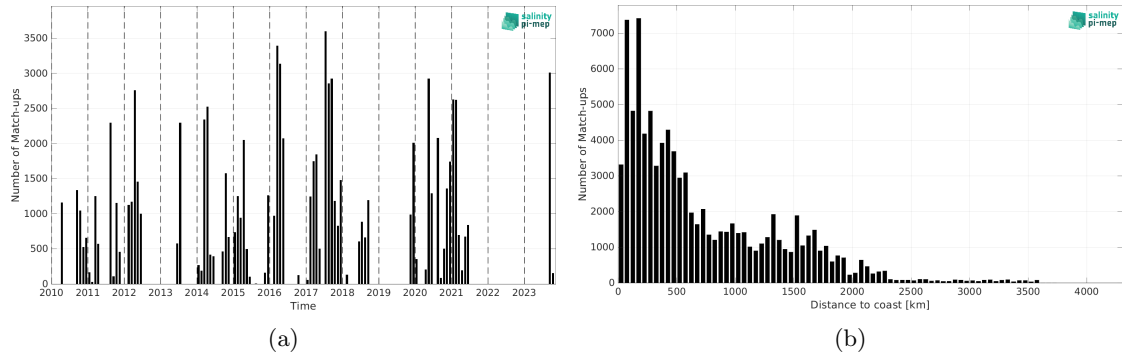 salinity
pi-mep
3500
3000
2500
2000
1500
1000
500
0
Number of Match-ups
2010 2011 2012 2013 2014 2015 2016 2017 2018 2019 2020 2021 2022 2023
Time
(a)
salinity
pi-mep
7000
6000
5000
4000
3000
2000
1000
0
Number of Match-ups
0 500 1000 1500 2000 2500 3000 3500 4000
Distance to coast [km]
(b)